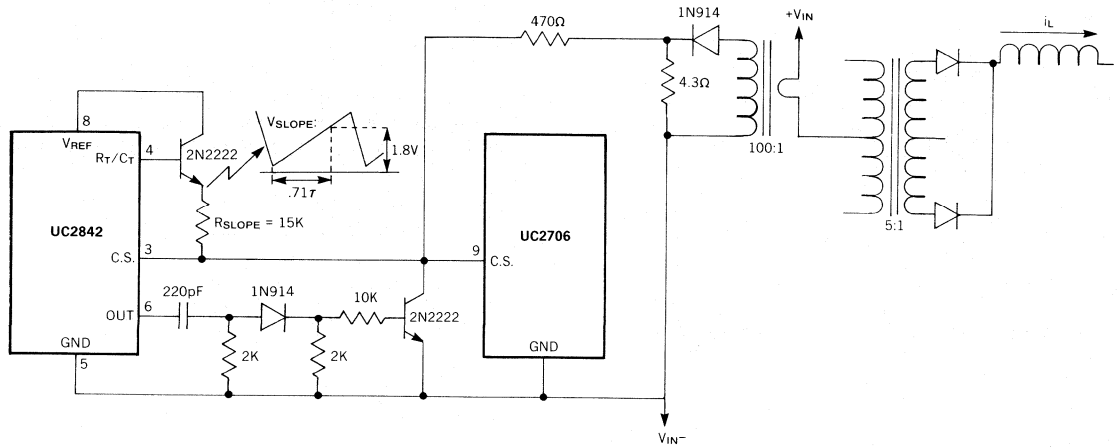 470Ω
1N914
+VIN
iL
8
VREF
VSLOPE:
4.3Ω
RT/CT
4
2N2222
1.8V
100:1
.71τ
UC2842
RSLOPE = 15K
UC2706
5:1
C.S.
3
9
C.S.
220pF
1N914
10K
OUT
6
2N2222
GND
2K
2K
GND
5
VIN-